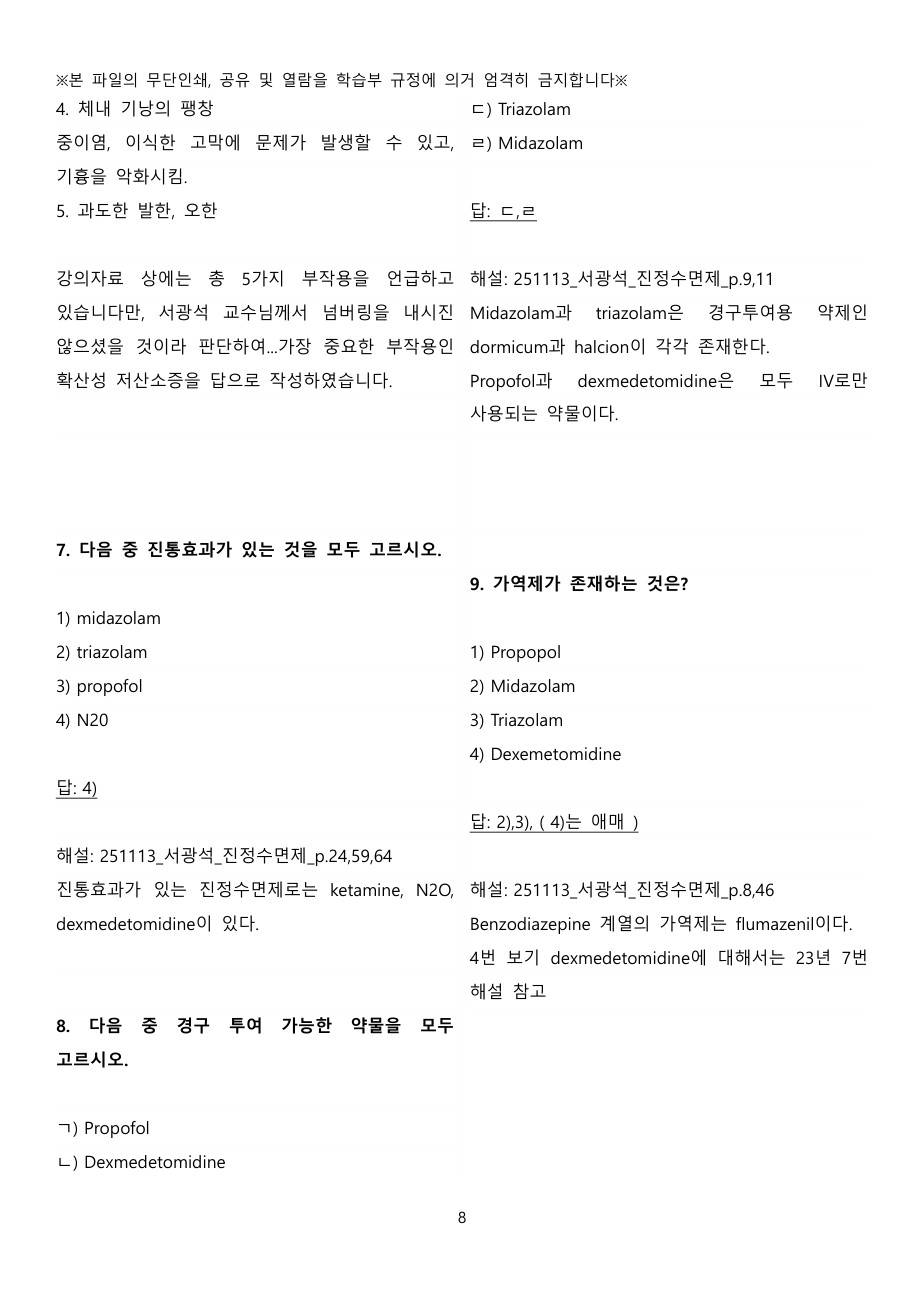 ※본 파일의 무단인쇄, 공유 및 열람을 학습부 규정에 의거 엄격히 금지합니다※
4. 체내 기낭의 팽창
중이염, 이식한 고막에 문제가 발생할 수 있고,
기흉을 악화시킴.
5. 과도한 발한, 오한
강의자료 상에는 총 5가지 부작용을 언급하고
있습니다만, 서광석 교수님께서 넘버링을 내시진
않으셨을 것이라 판단하여...가장 중요한 부작용인
확산성 저산소증을 답으로 작성하였습니다.
7. 다음 중 진통효과가 있는 것을 모두 고르시오.
1) midazolam
2) triazolam
3) propofol
4) N20
답: 4)
해설: 251113_서광석_진정수면제_p.24,59,64
진통효과가 있는 진정수면제로는 ketamine, N2O,
dexmedetomidine이 있다.
8. 다음 중 경구 투여 가능한 약물을 모두
고르시오.
ㄱ) Propofol
ㄴ) Dexmedetomidine
ㄷ) Triazolam
ㄹ) Midazolam
답: ㄷ,ㄹ
해설: 251113_서광석_진정수면제_p.9,11
Midazolam과 triazolam은 경구투여용 약제인
dormicum과 halcion이 각각 존재한다.
Propofol과 dexmedetomidine은 모두 IV로만
사용되는 약물이다.
9. 가역제가 존재하는 것은?
1) Propopol
2) Midazolam
3) Triazolam
4) Dexemetomidine
답: 2),3), ( 4)는 애매 )
해설: 251113_서광석_진정수면제_p.8,46
Benzodiazepine 계열의 가역제는 flumazenil이다.
4번 보기 dexmedetomidine에 대해서는 23년 7번
해설 참고
8